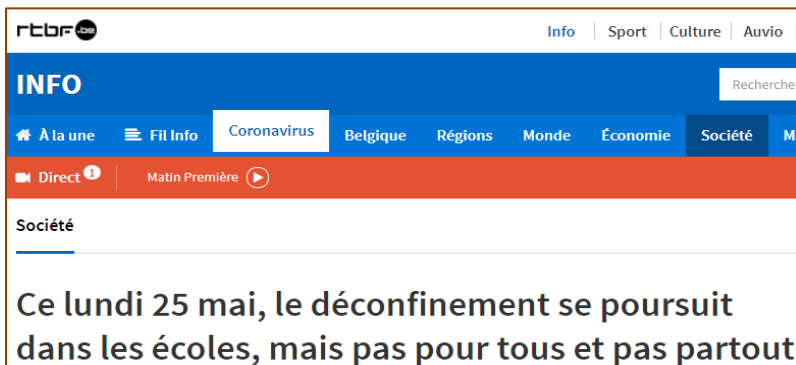 rtbf.be
Info Sport Culture Auvio
INFO
Recherche
À la une Fil Info Coronavirus Belgique Régions Monde Économie Société M
Direct 1 Matin Première
Société
Ce lundi 25 mai, le déconfinement se poursuit
dans les écoles, mais pas pour tous et pas partout